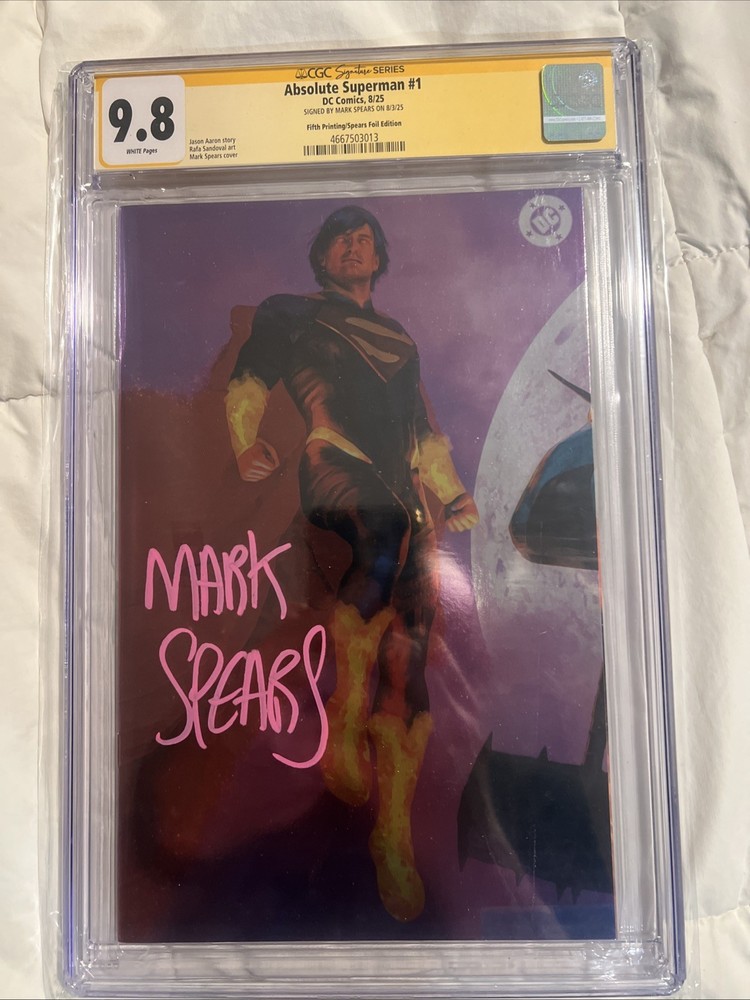 CGC Signature SERIES
Absolute Superman #1
DC Comics, 8/25
SIGNED BY MARK SPEARS ON 8/3/25
Fifth Printing/Spears Foil Edition
4667503013
9.8
WHITE Pages
Jason Aaron story
Rafa Sandoval art
Mark Spears cover
DC
MARK
SPEARS